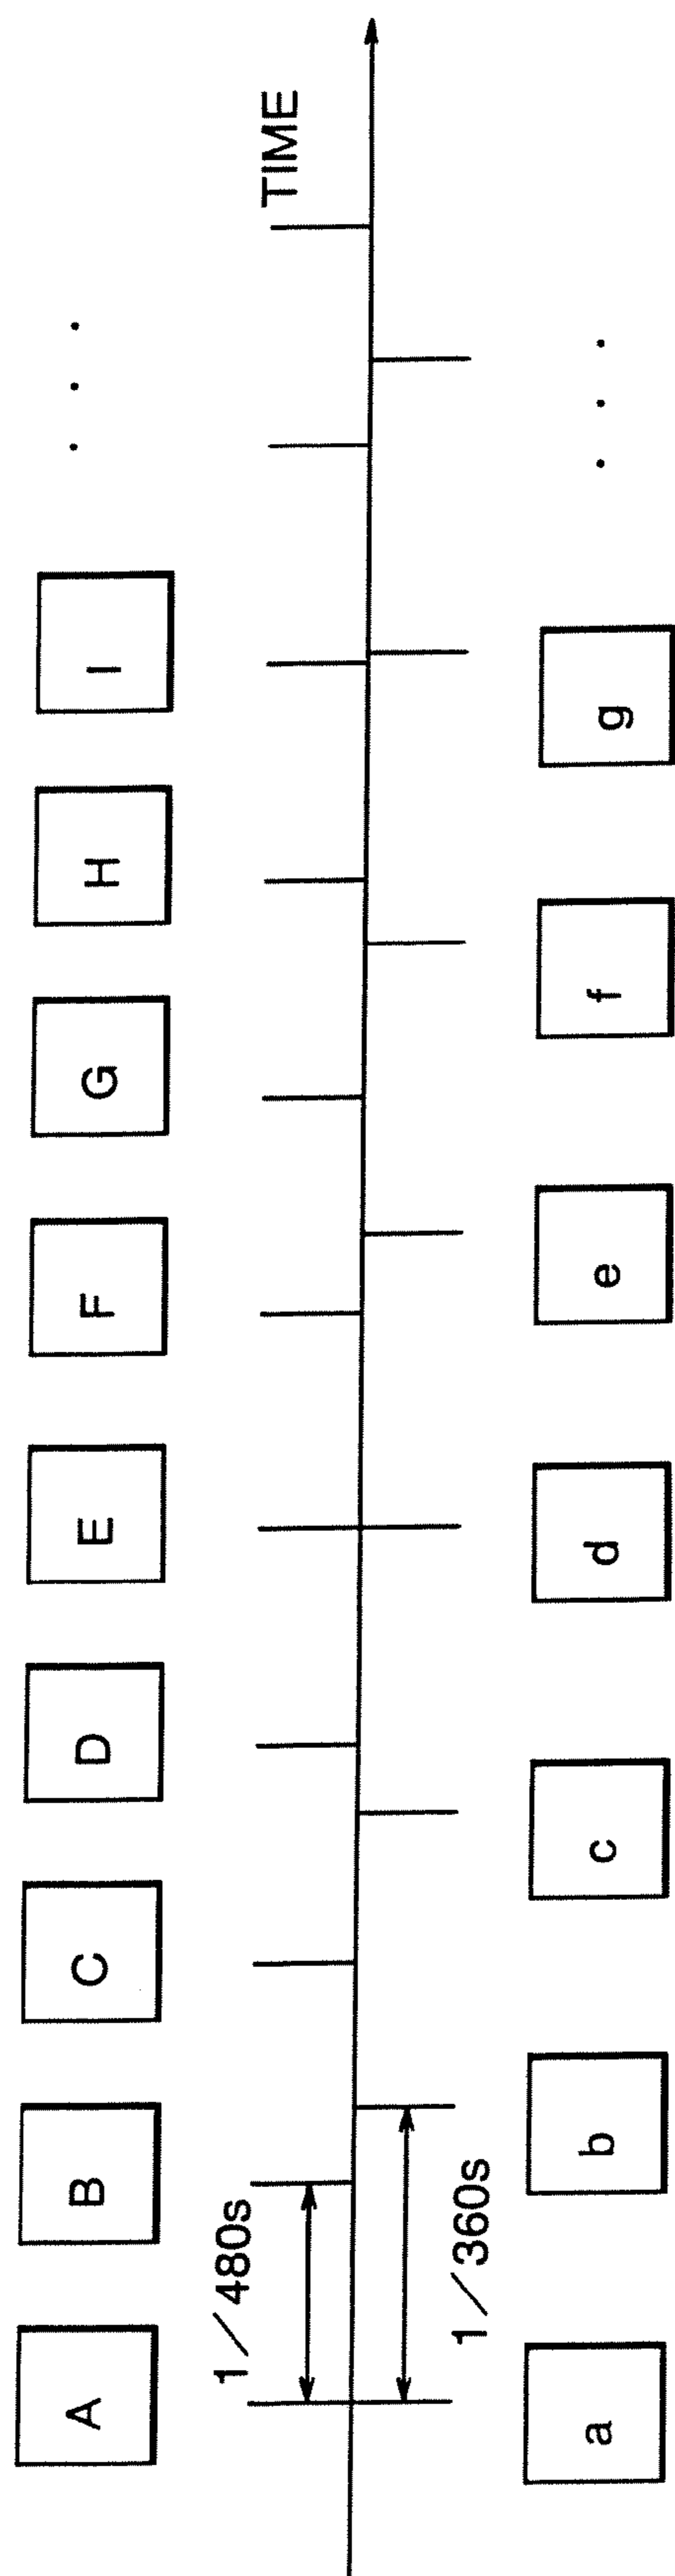 A B C D E F G H I . . .
TIME
1/480s
1/360s
a b c d e f g . . .